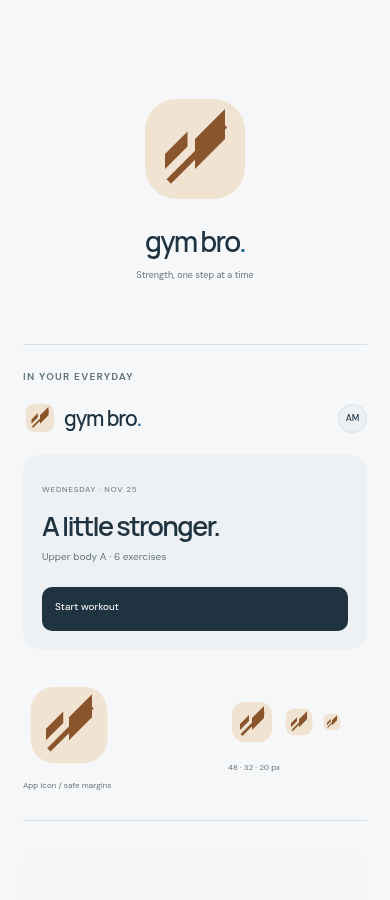 gym bro.
Strength, one step at a time
IN YOUR EVERYDAY
gym bro.
AM
WEDNESDAY · NOV 25
A little stronger.
Upper body A · 6 exercises
Start workout
App icon / safe margins
48 · 32 · 20 px